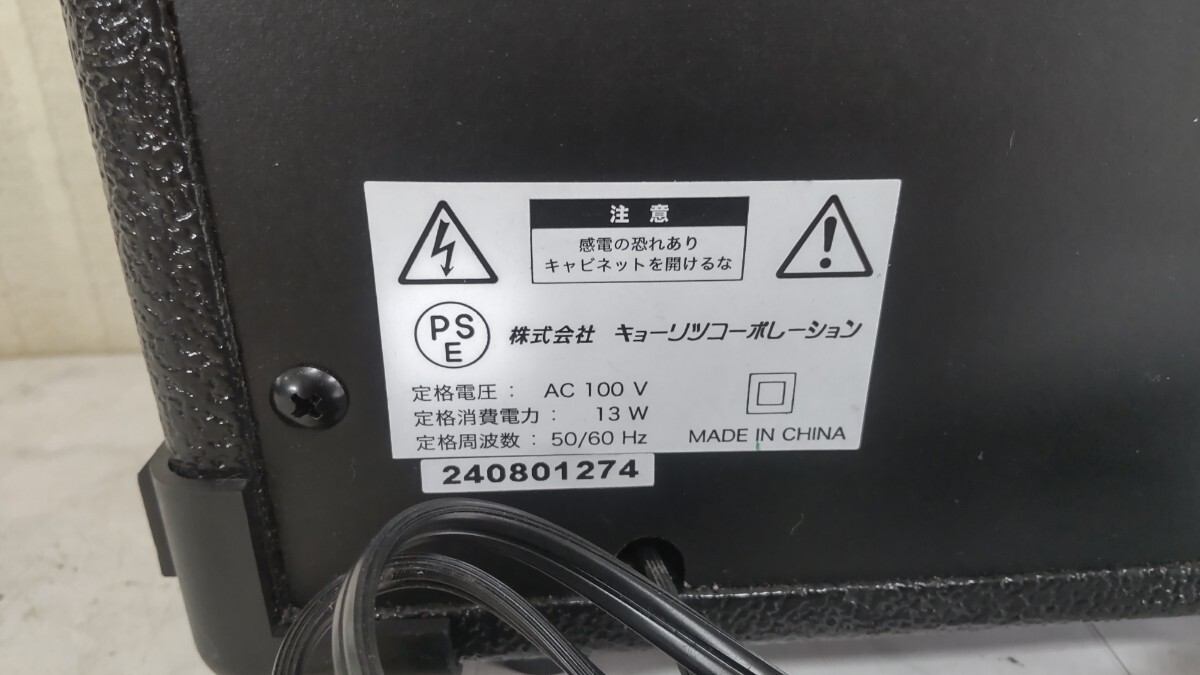 注意
感電の恐れあり
キャビネットを開けるな
PSE
株式会社 キョーリツコーポレーション
定格電圧: AC 100 V
定格消費電力: 13 W
定格周波数: 50/60 Hz
MADE IN CHINA
240801274